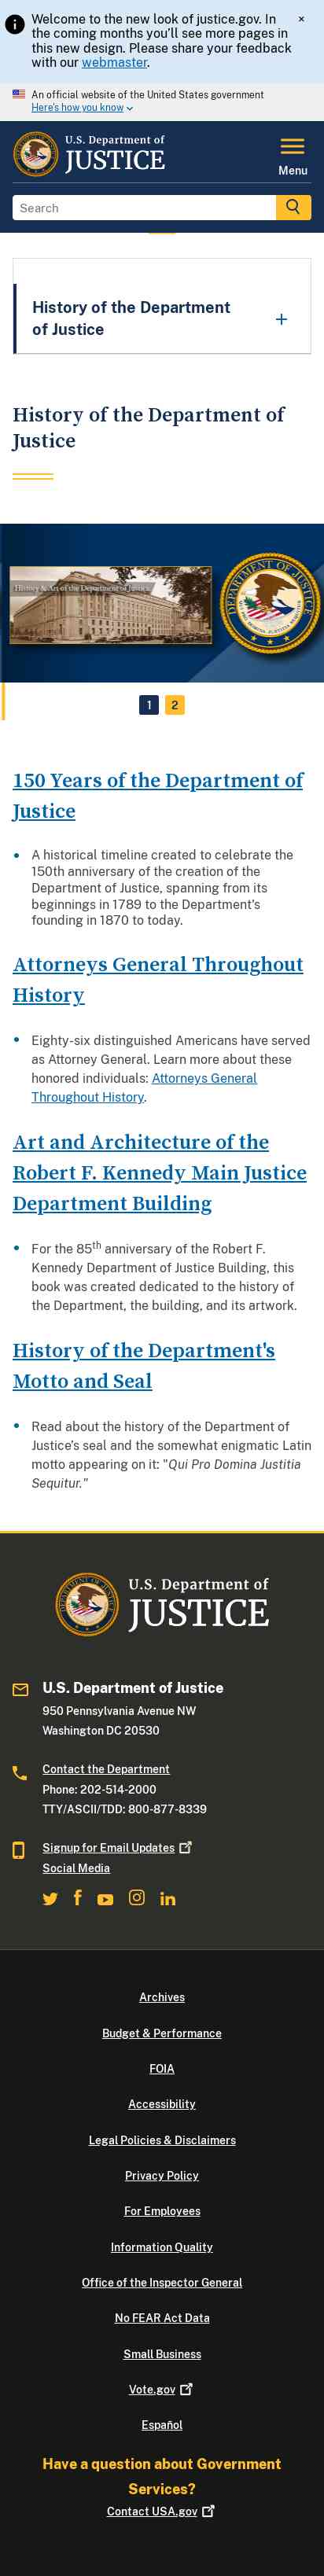 Welcome to the new look of justice.gov. In
the coming months you'll see more pages in
this new design. Please share your feedback
with our webmaster.
×
An official website of the United States government
Here's how you know
U.S. Department of
JUSTICE
Menu
Search
History of the Department
of Justice
+
History of the Department of
Justice
History & Art of the Department of Justice
1
2
150 Years of the Department of
Justice
• A historical timeline created to celebrate the
150th anniversary of the creation of the
Department of Justice, spanning from its
begninngs in 1789 to the Department's
founding in 1870 to today.
Attorneys General Throughout
History
• Eighty-six distinguished Americans have served
as Attorney General. Learn more about these
honored individuals: Attorneys General
Throughout History.
Art and Architecture of the
Robert F. Kennedy Main Justice
Department Building
• For the 85th anniversary of the Robert F.
Kennedy Department of Justice Building, this
book was created dedicated to the history of
the Department, the building, and its artwork.
History of the Department's
Motto and Seal
• Read about the history of the Department of
Justice's seal and the somewhat enigmatic Latin
motto appearing on it: "Qui Pro Domina Justitia
Sequitur."
U.S. Department of
JUSTICE
U.S. Department of Justice
950 Pennsylvania Avenue NW
Washington DC 20530
Contact the Department
Phone: 202-514-2000
TTY/ASCII/TDD: 800-877-8339
Signup for Email Updates
Social Media
Archives
Budget & Performance
FOIA
Accessibility
Legal Policies & Disclaimers
Privacy Policy
For Employees
Information Quality
Office of the Inspector General
No FEAR Act Data
Small Business
Vote.gov
Español
Have a question about Government
Services?
Contact USA.gov